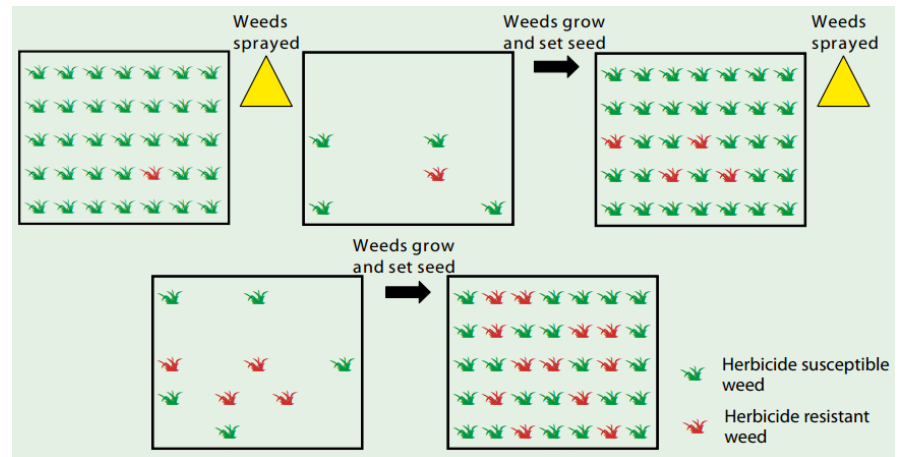 Weeds
sprayed
Weeds grow
and set seed
Weeds
sprayed
Weeds grow
and set seed
Herbicide susceptible
weed
Herbicide resistant
weed